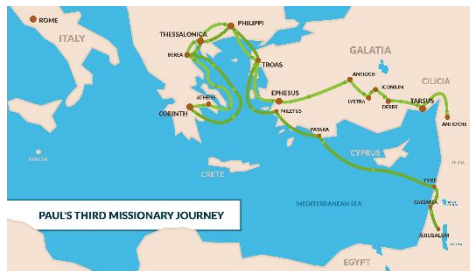 ROME
ITALY
PHILIPPI
THESSALONICA
BEREA
TROAS
GALATIA
ANTIOCH
ICONIUM
CILICIA
LYSTRA
DERBE
TARSUS
ANTIOCH
EPHESUS
ATHENS
CORINTH
MILETUS
PATARA
MALTA
CRETE
CYPRUS
TYRE
CAESAREA
JERUSALEM
MEDITERRANEAN SEA
EGYPT
PAUL'S THIRD MISSIONARY JOURNEY